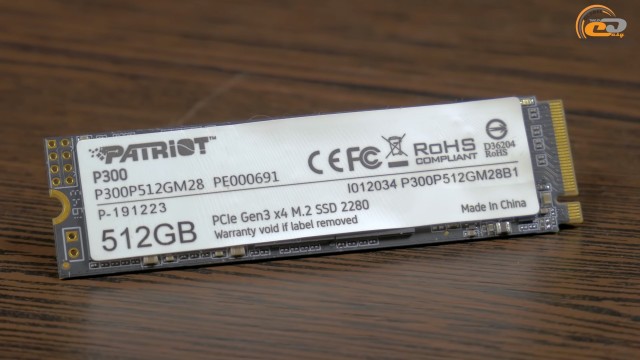 PATRIOT
P300
P300P512GM28 PE000691
P-191223
512GB
PCIe Gen3 x4 M.2 SSD 2280
Warranty void if label removed
CE FC
RoHS
COMPLIANT
D36204
RoHS
I012034 P300P512GM28B1
Made in China